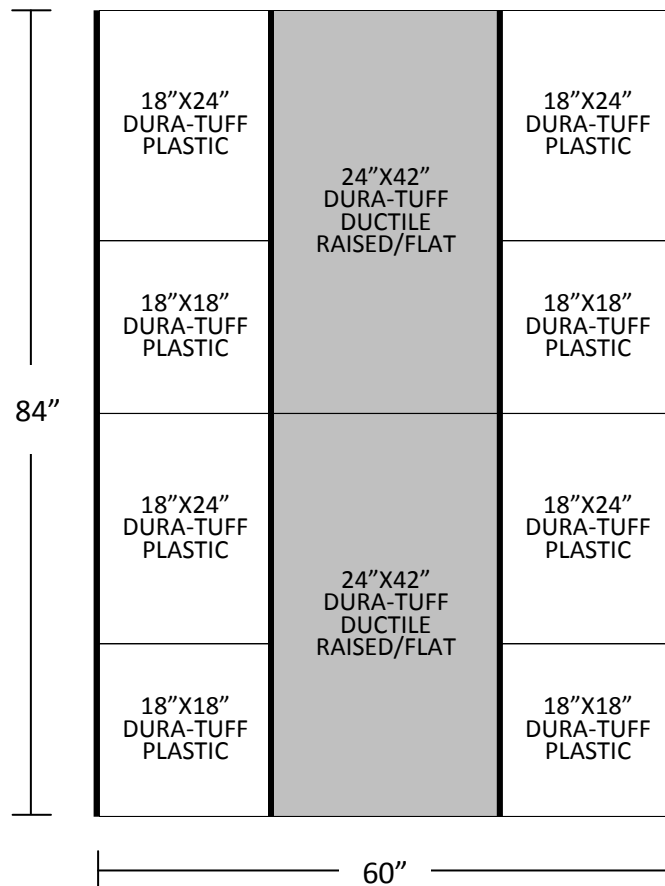 18”X24”
DURA-TUFF
PLASTIC
24”X42”
DURA-TUFF
DUCTILE
RAISED/FLAT
18”X24”
DURA-TUFF
PLASTIC
18”X18”
DURA-TUFF
PLASTIC
18”X18”
DURA-TUFF
PLASTIC
84”
18”X24”
DURA-TUFF
PLASTIC
24”X42”
DURA-TUFF
DUCTILE
RAISED/FLAT
18”X24”
DURA-TUFF
PLASTIC
18”X18”
DURA-TUFF
PLASTIC
18”X18”
DURA-TUFF
PLASTIC
60”